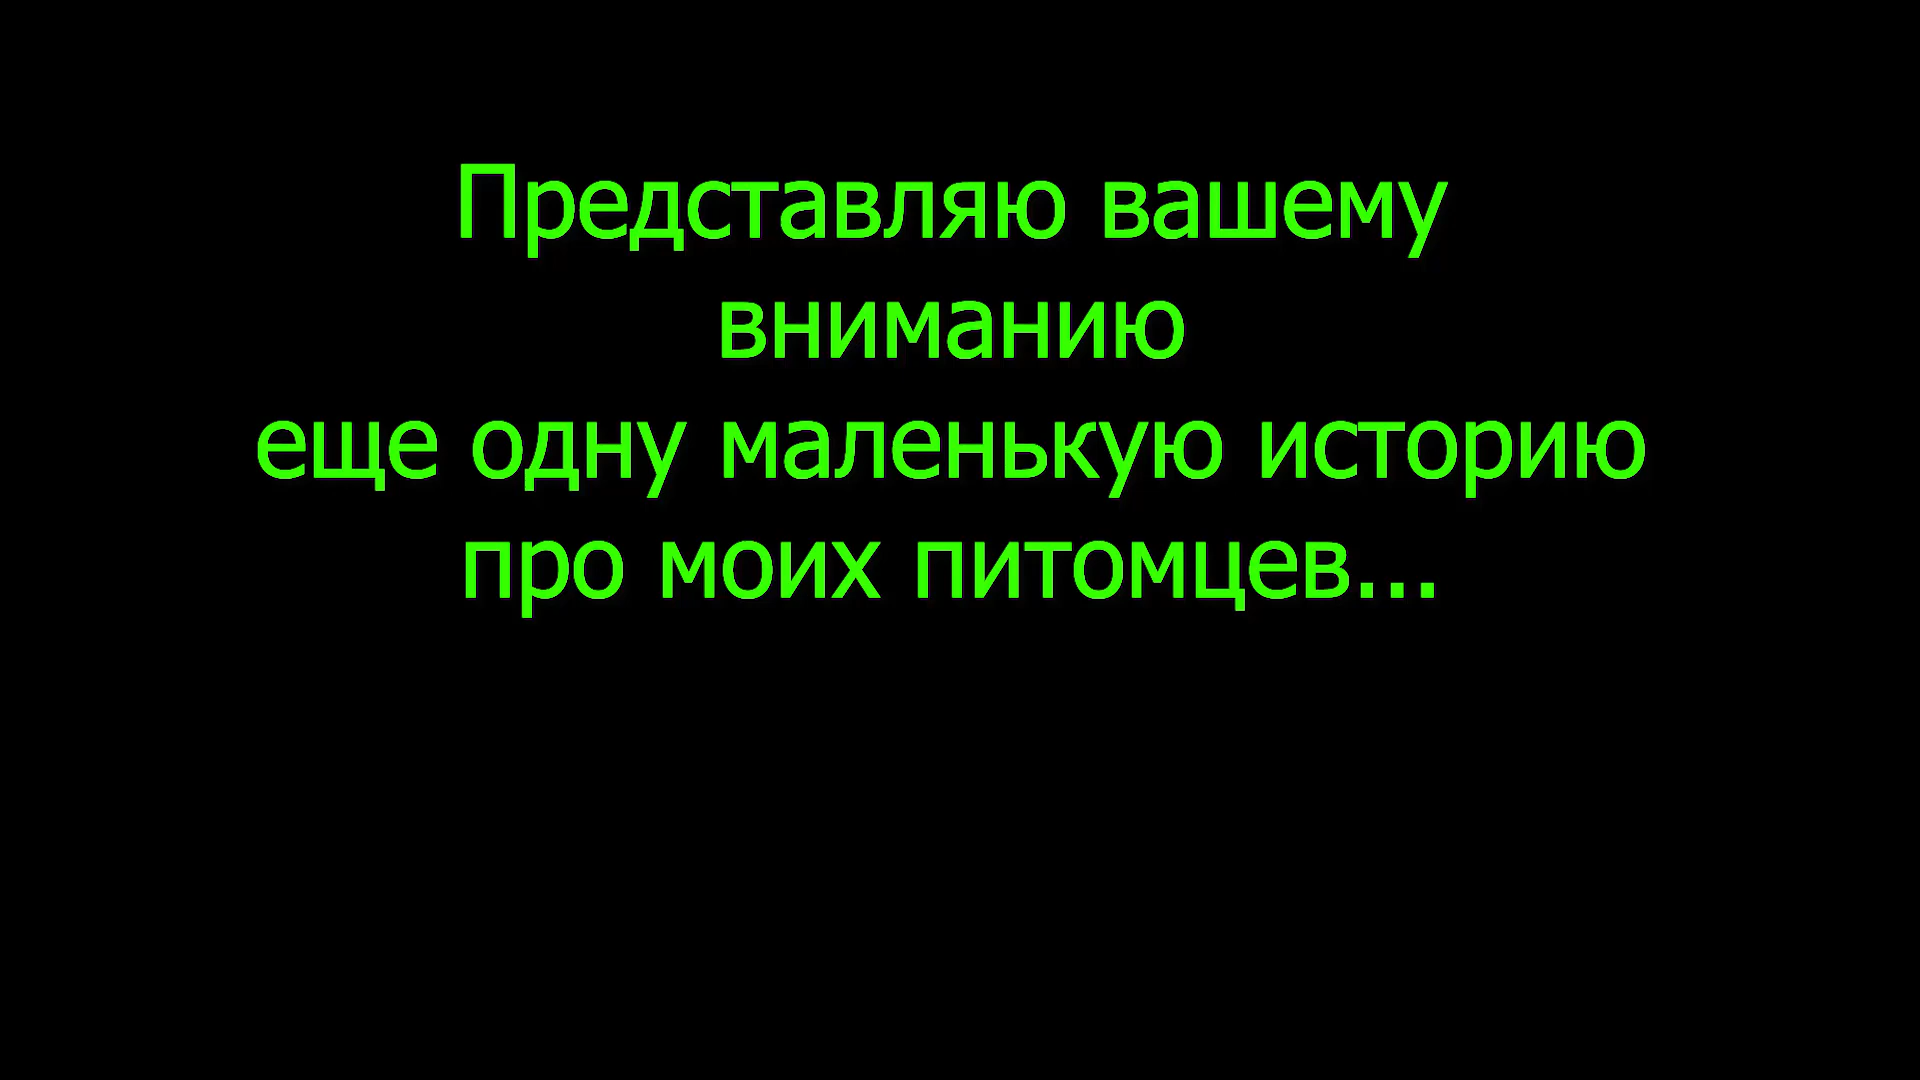 Представляю вашему
вниманию
еще одну маленькую историю
про моих питомцев...